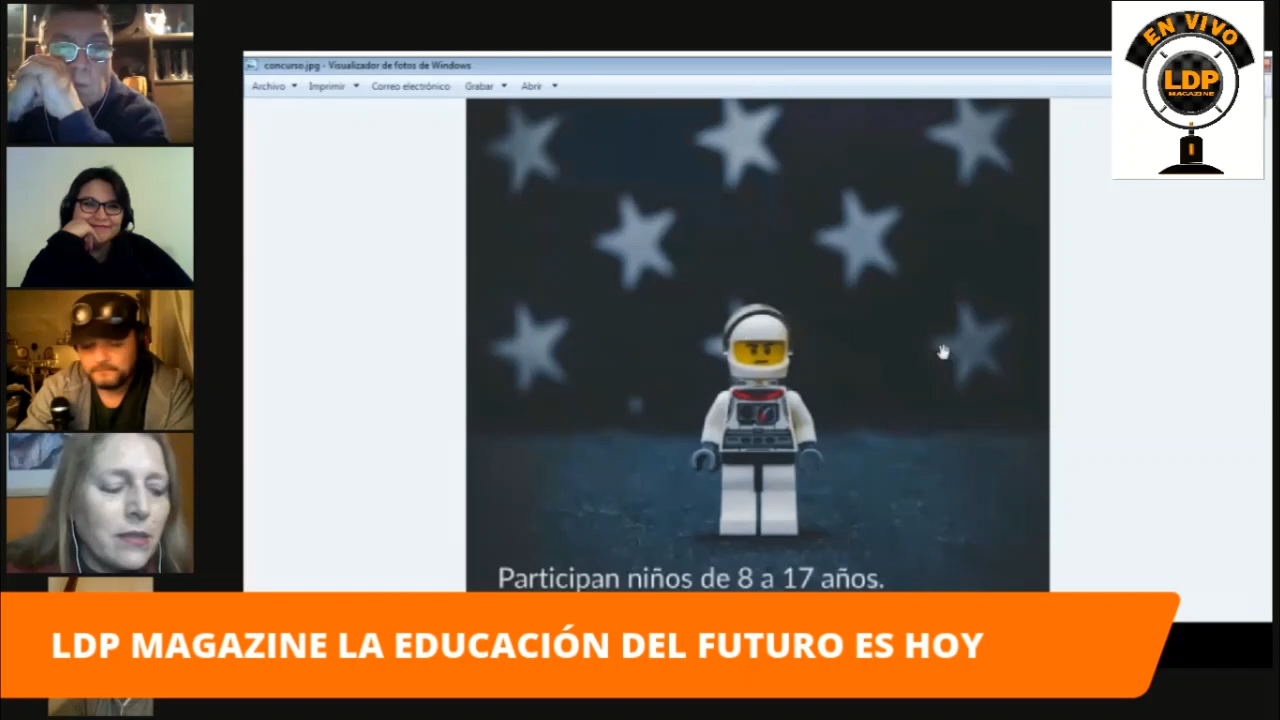 concurso.jpg - Visualizador de fotos de Windows
Archivo Imprimir Correo electrónico Grabar Abrir
EN VIVO
LDP
MAGAZINE
Participan niños de 8 a 17 años.
LDP MAGAZINE LA EDUCACIÓN DEL FUTURO ES HOY